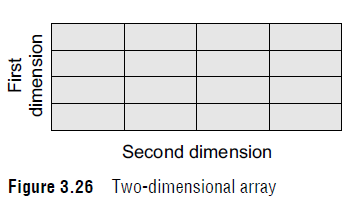 First
dimension
Second dimension
Figure 3.26 Two-dimensional array